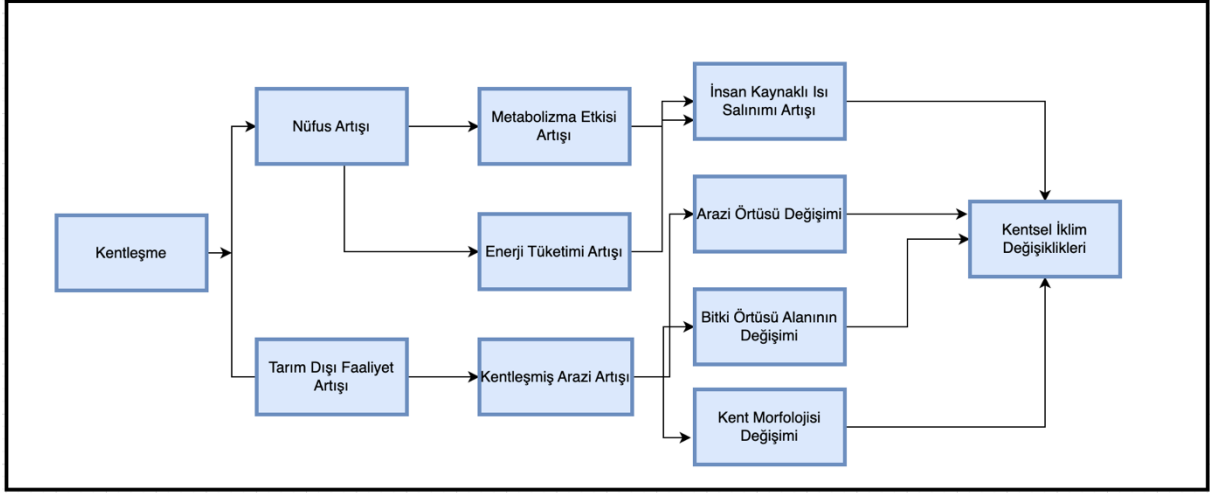 Kentleşme
Nüfus Artışı
Tarım Dışı Faaliyet
Artışı
Metabolizma Etkisi
Artışı
Enerji Tüketimi Artışı
Kentleşmiş Arazi Artışı
İnsan Kaynaklı Isı
Salınımı Artışı
Arazi Örtüsü Değişimi
Bitki Örtüsü Alanının
Değişimi
Kent Morfolojisi
Değişimi
Kentsel İklim
Değişiklikleri